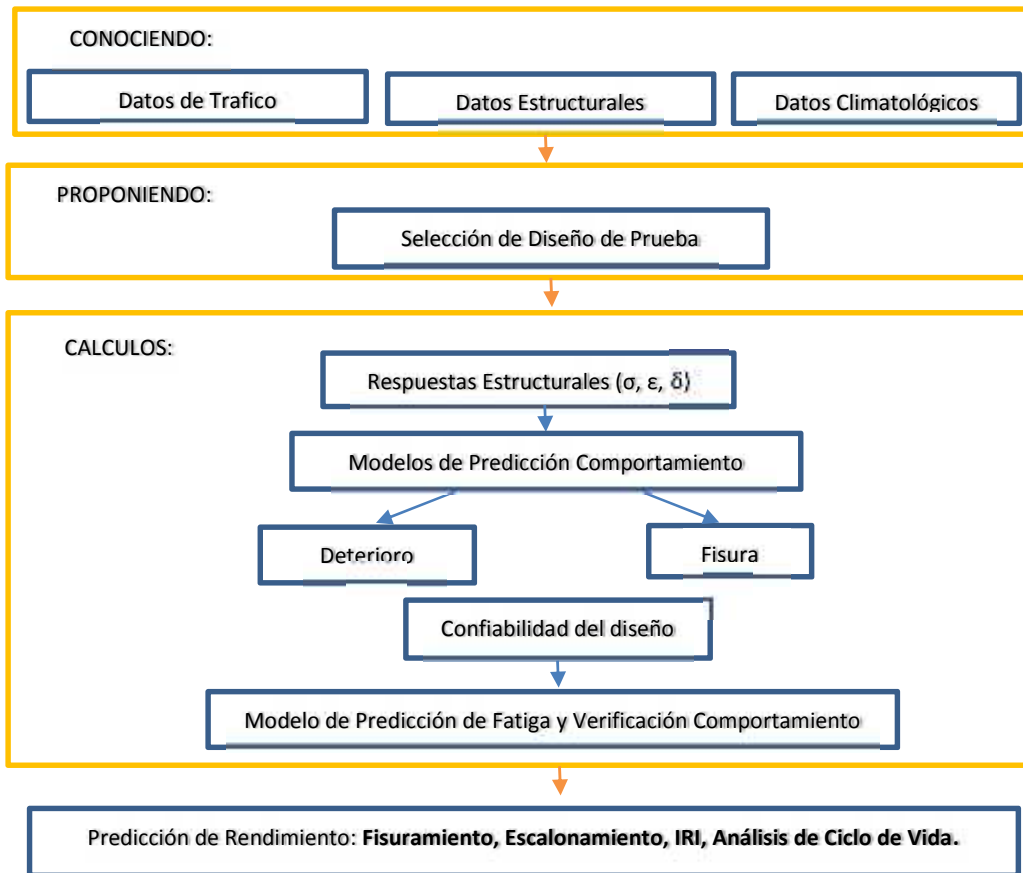 CONOCIENDO:
Datos de Trafico
Datos Estructurales
Datos Climatológicos
PROPONIENDO:
Selección de Diseño de Prueba
CALCULOS:
Respuestas Estructurales (σ, ε, δ)
Modelos de Predicción Comportamiento
Deterioro
Fisura
Confiabilidad del diseño
Modelo de Predicción de Fatiga y Verificación Comportamiento
Predicción de Rendimiento: Fisuramiento, Escalonamiento, IRI, Análisis de Ciclo de Vida.